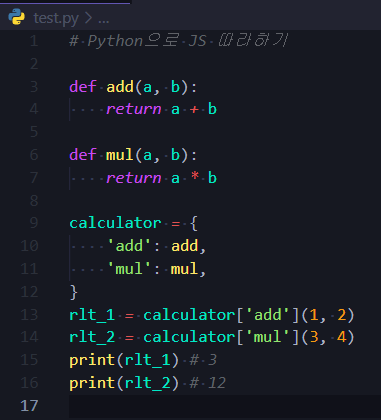 test.py > ...
1 # Python으로 JS 따라하기
2
3 def add(a, b):
4     return a + b
5
6 def mul(a, b):
7     return a * b
8
9 calculator = {
10     'add': add,
11     'mul': mul,
12 }
13 rlt_1 = calculator['add'](1, 2)
14 rlt_2 = calculator['mul'](3, 4)
15 print(rlt_1) # 3
16 print(rlt_2) # 12
17